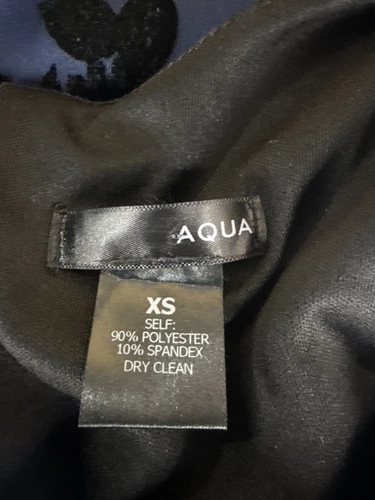 AQUA
XS
SELF:
90% POLYESTER
10% SPANDEX
DRY CLEAN